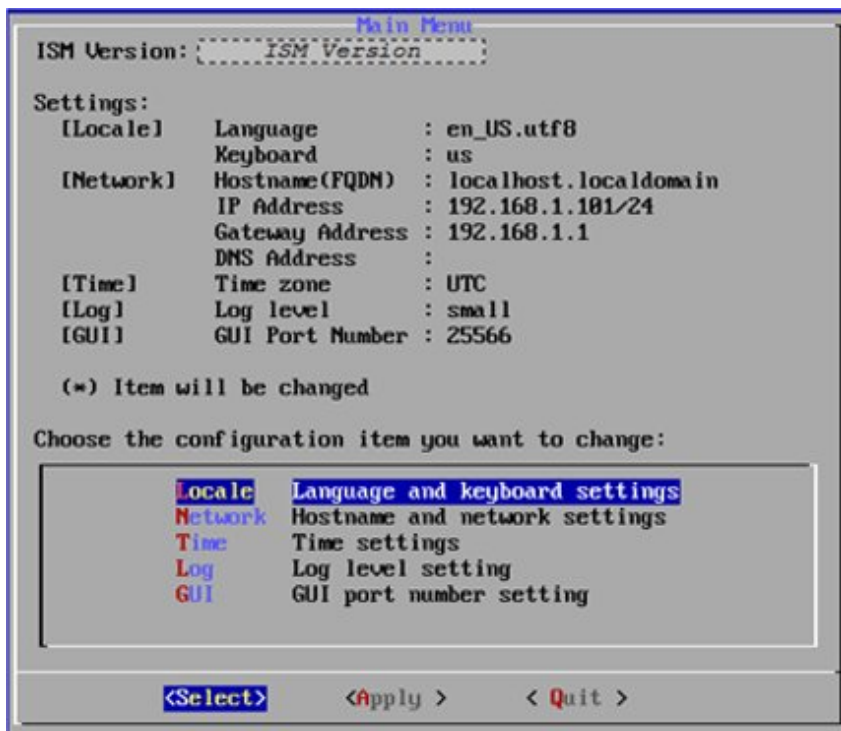 Main Menu
ISM Version: ISM Version
Settings:
[Locale] Language : en_US.utf8
Keyboard : us
[Network] Hostname(FQDN) : localhost.localdomain
IP Address : 192.168.1.101/24
Gateway Address : 192.168.1.1
DNS Address :
[Time] Time zone : UTC
[Log] Log level : small
[GUI] GUI Port Number : 25566
(*) Item will be changed
Choose the configuration item you want to change:
Locale Language and keyboard settings
Network Hostname and network settings
Time Time settings
Log Log level setting
GUI GUI port number setting
<Select> <Apply > < Quit >